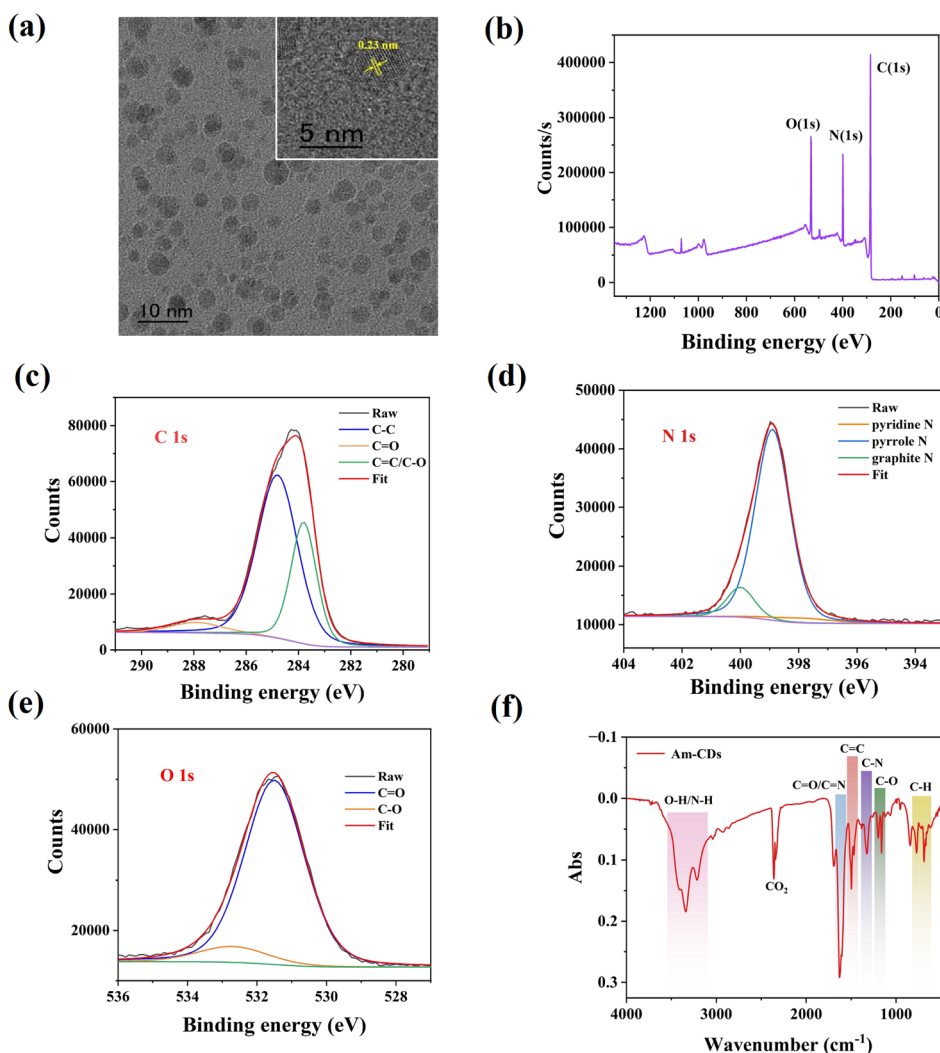 (a)
0.23 nm
5 nm
10 nm
(b)
Counts/s
400000
300000
200000
100000
0
C(1s)
O(1s)
N(1s)
1200 1000 800 600 400 200 0
Binding energy (eV)
(c)
Counts
80000
60000
40000
20000
0
C 1s
Raw
C-C
C=O
C=C/C-O
Fit
290 288 286 284 282 280
Binding energy (eV)
(d)
Counts
50000
40000
30000
20000
10000
N 1s
Raw
pyridine N
pyrrole N
graphite N
Fit
404 402 400 398 396 394
Binding energy (eV)
(e)
Counts
60000
40000
20000
O 1s
Raw
C=O
C-O
Fit
536 534 532 530 528
Binding energy (eV)
(f)
Abs
−0.1
0.0
0.1
0.2
0.3
Am-CDs
C=C
C-N
C=O/C=N
C-O
C-H
O-H/N-H
CO₂
4000 3000 2000 1000
Wavenumber (cm⁻¹)